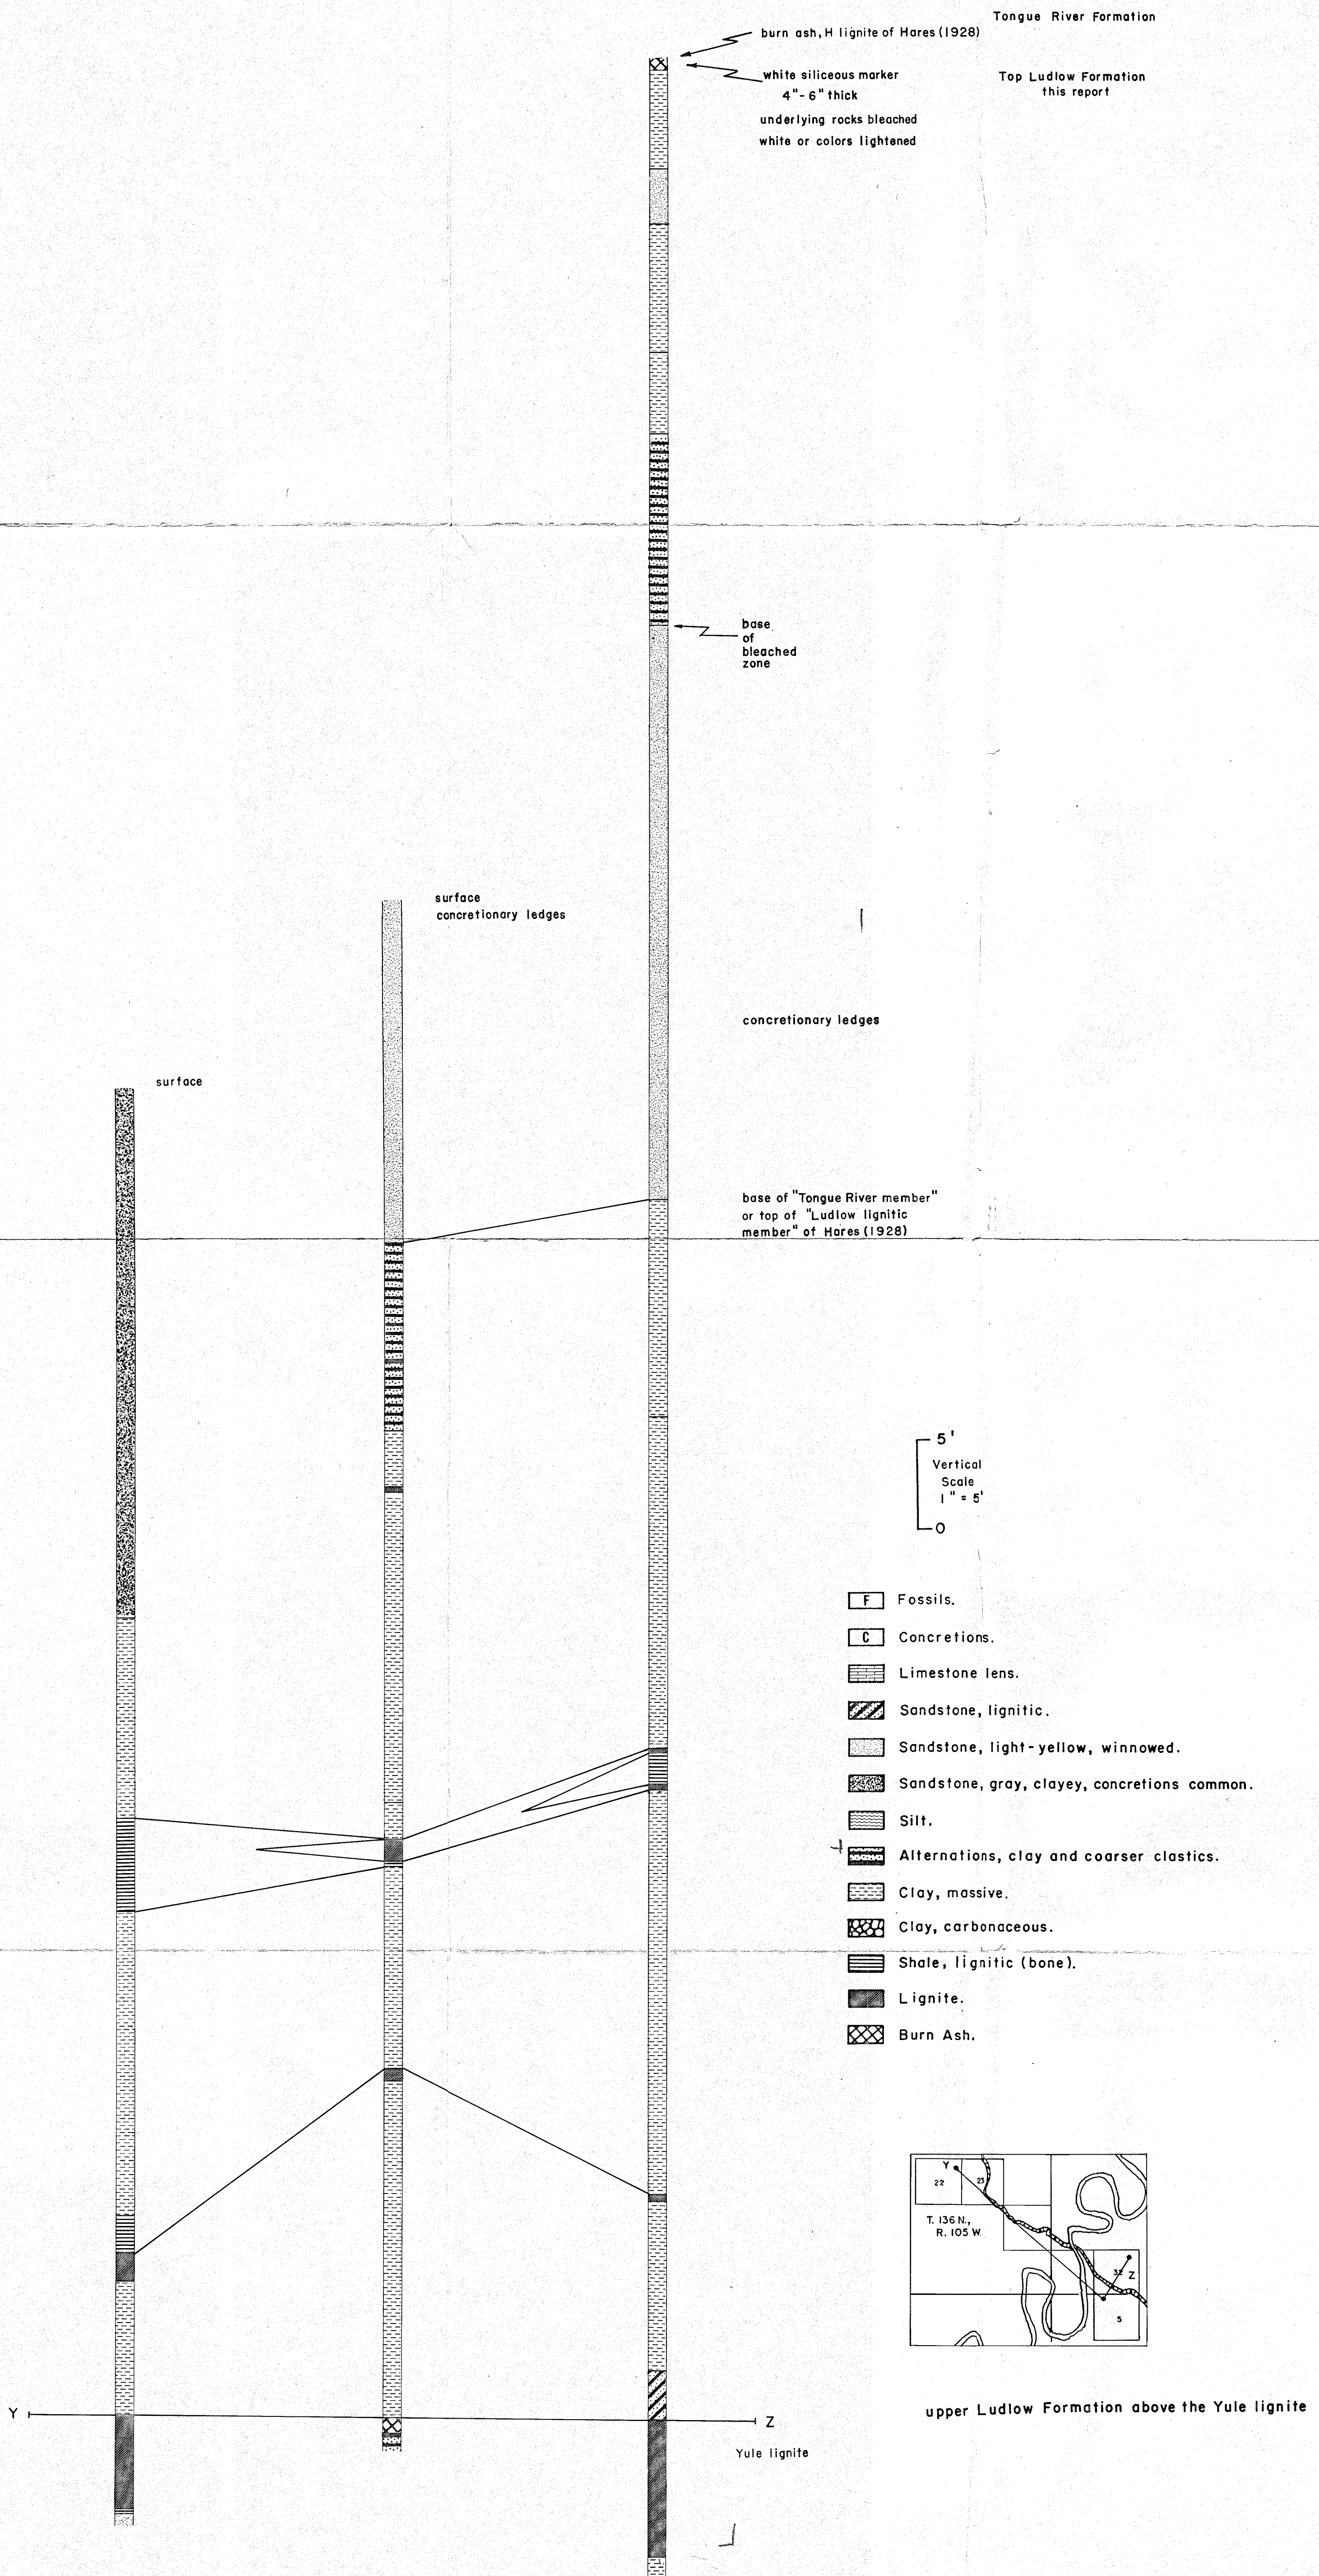 Tongue River Formation
burn ash, H lignite of Hares (1928)
white siliceous marker
4"- 6" thick
underlying rocks bleached
white or colors lightened
Top Ludlow Formation
this report
base
of
bleached
zone
surface
concretionary ledges
concretionary ledges
surface
base of "Tongue River member"
or top of "Ludlow lignitic
member" of Hares (1928)
5'
Vertical
Scale
1" = 5'
0
F Fossils.
C Concretions.
Limestone lens.
Sandstone, lignitic.
Sandstone, light-yellow, winnowed.
Sandstone, gray, clayey, concretions common.
Silt.
Alternations, clay and coarser clastics.
Clay, massive.
Clay, carbonaceous.
Shale, lignitic (bone).
Lignite.
Burn Ash.
Y
22
23
T. 136 N.,
R. 105 W.
32
Z
5
upper Ludlow Formation above the Yule lignite
Y
Z
Yule lignite